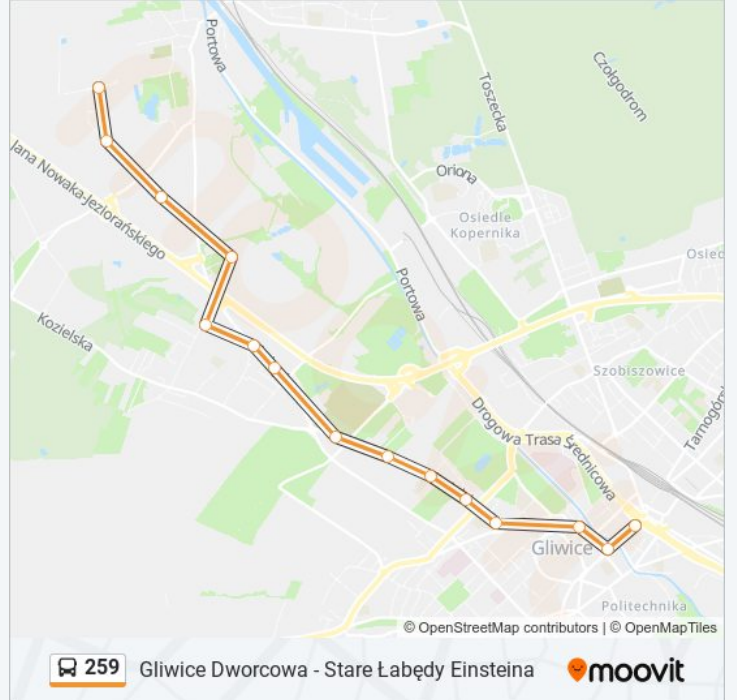 Portowa
Czołgodrom
Toszecka
Jana Nowaka-Jeziorańskiego
Oriona
Osiedle
Kopernika
Osied
Portowa
Kozielska
Szobiszowice
Tarnogór
Drogowa Trasa Średnicowa
Gliwice
Politechnika
© OpenStreetMap contributors | © OpenMapTiles
259 Gliwice Dworcowa - Stare Łabędy Einsteina moovit